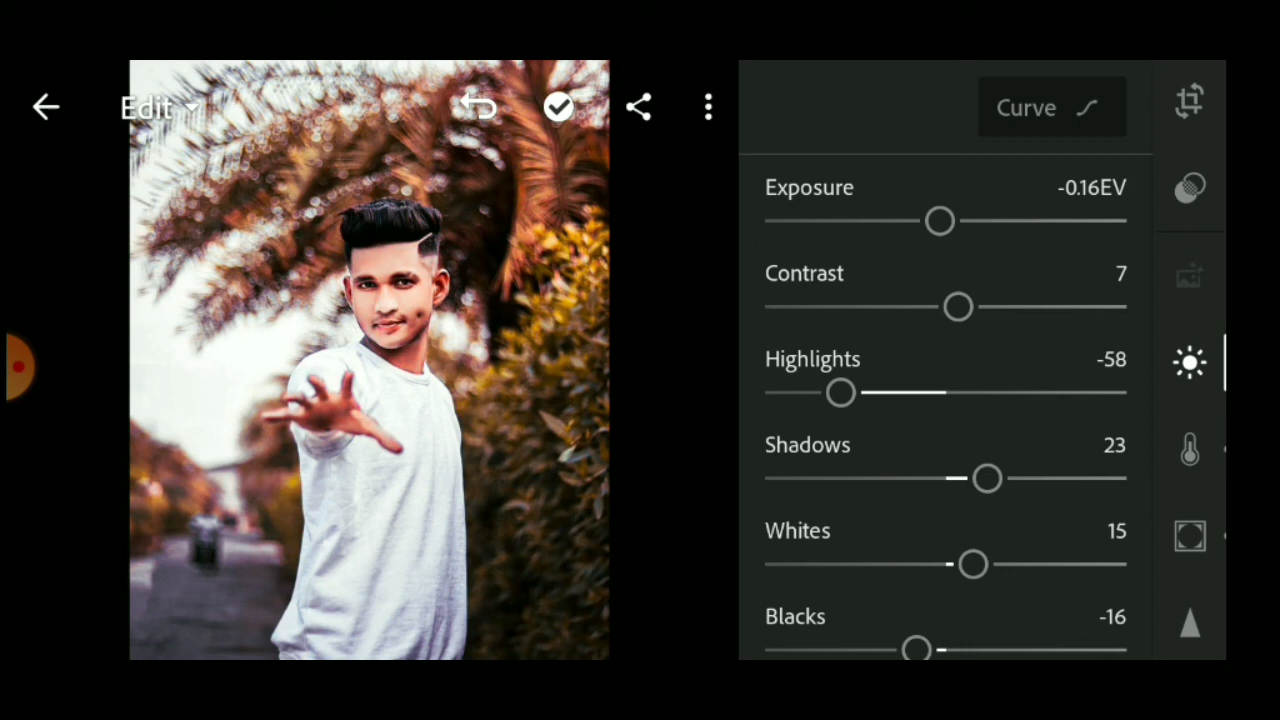 Edit
Curve
Exposure -0.16EV
Contrast 7
Highlights -58
Shadows 23
Whites 15
Blacks -16